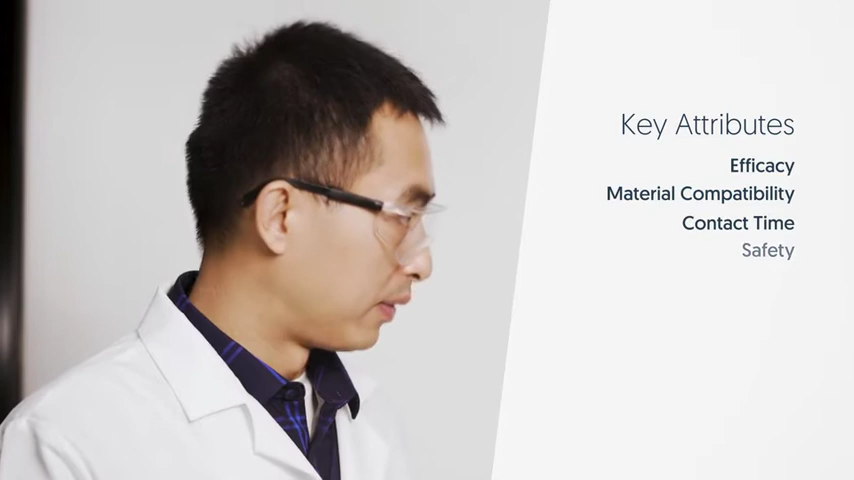 Key Attributes
Efficacy
Material Compatibility
Contact Time
Safety